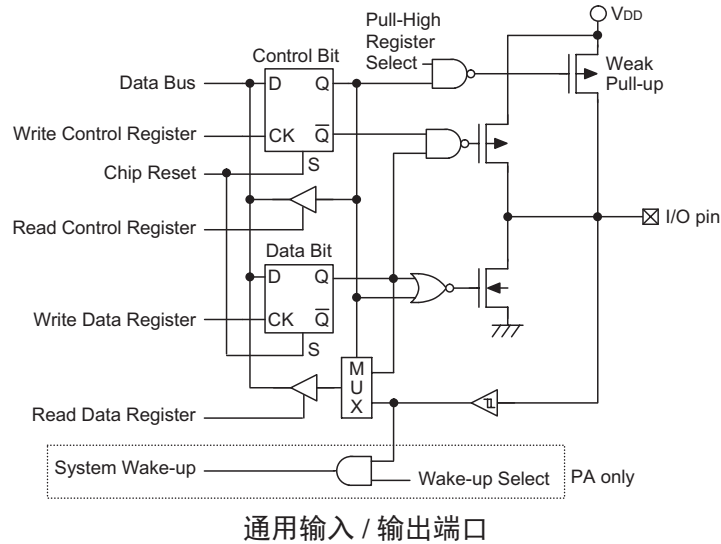 VDD
Pull-High
Register
Select
Control Bit
Weak
Pull-up
Data Bus
D Q
Write Control Register
CK Q
S
Chip Reset
I/O pin
Read Control Register
Data Bit
D Q
Write Data Register
CK Q
S
M
U
X
Read Data Register
System Wake-up
Wake-up Select
PA only
通用输入 / 输出端口